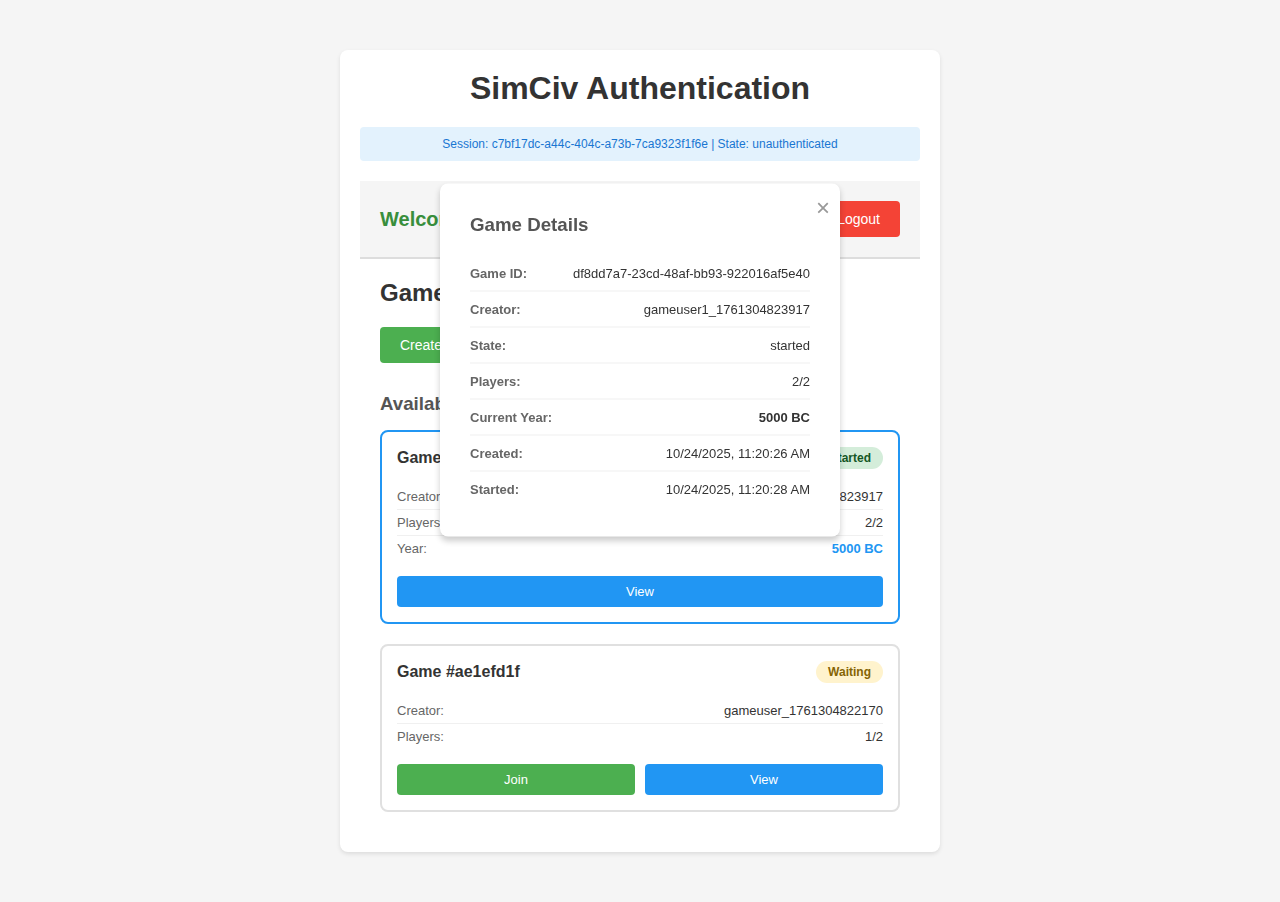 SimCiv Authentication
Session: c7bf17dc-a44c-404c-a73b-7ca9323f1f6e | State: unauthenticated
Game Details
×
Game ID: df8dd7a7-23cd-48af-bb93-922016af5e40
Creator: gameuser1_1761304823917
State: started
Players: 2/2
Current Year: 5000 BC
Created: 10/24/2025, 11:20:26 AM
Started: 10/24/2025, 11:20:28 AM
Welco
Logout
Game
Create
Availab
Game
tarted
Creator 823917
Players 2/2
Year: 5000 BC
View
Game #ae1efd1f Waiting
Creator: gameuser_1761304822170
Players: 1/2
Join View